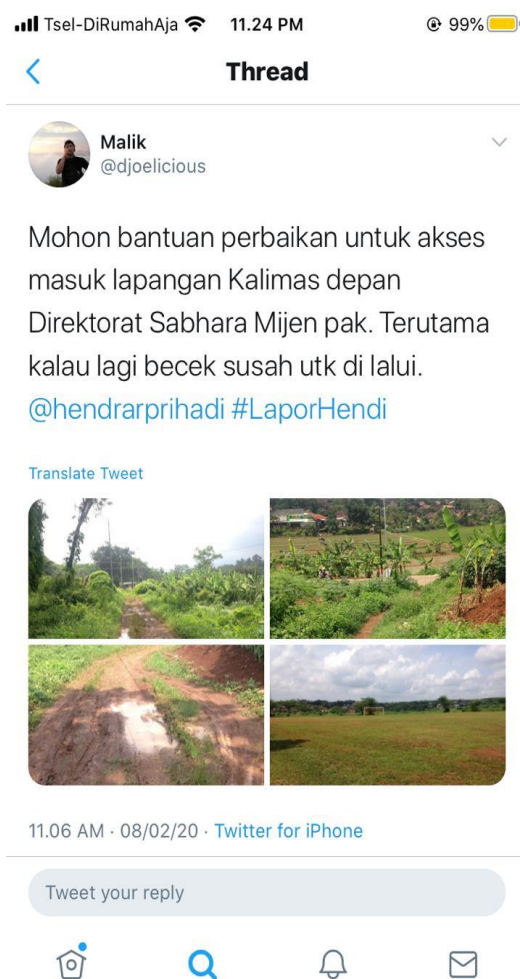 Tsel-DiRumahAja 11.24 PM 99%
Thread
Malik
@djoelicious
Mohon bantuan perbaikan untuk akses
masuk lapangan Kalimas depan
Direktorat Sabhara Mijen pak. Terutama
kalau lagi becek susah utk di lalui.
@hendrarprihadi #LaporHendi
Translate Tweet
11.06 AM · 08/02/20 · Twitter for iPhone
Tweet your reply